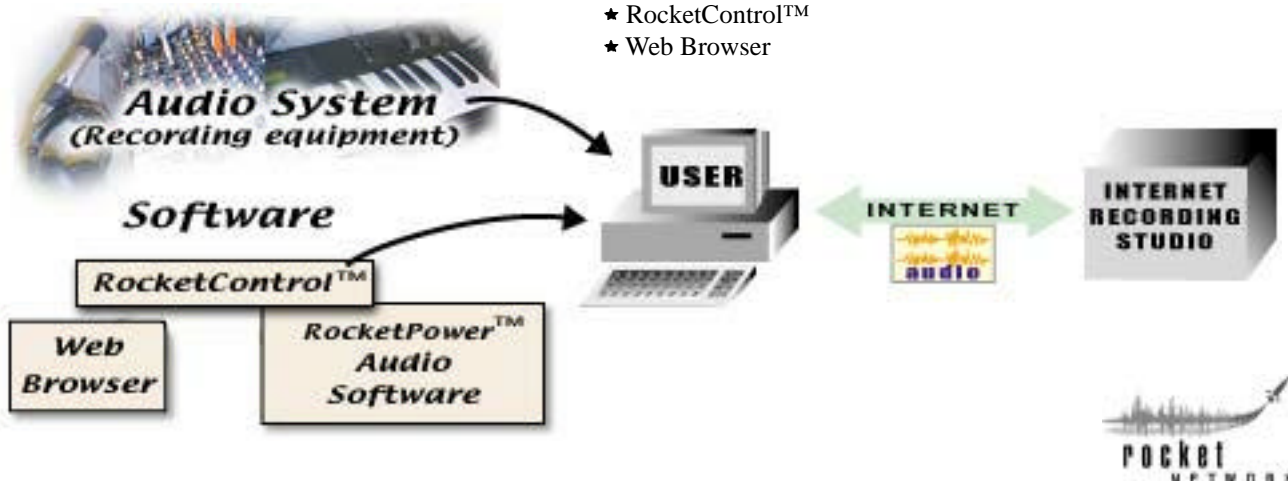 ★ RocketControl™
★ Web Browser
Audio System
(Recording equipment)
Software
RocketControl™
Web
Browser
RocketPower™
Audio
Software
USER
INTERNET
audio
INTERNET
RECORDING
STUDIO
rocket
NETWORK